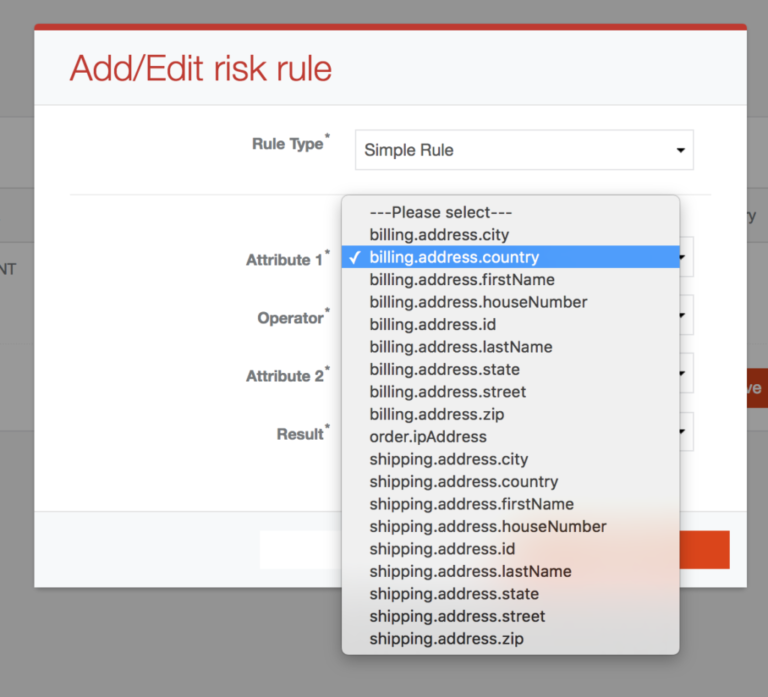 Add/Edit risk rule
Rule Type*
Simple Rule
ry
---Please select---
billing.address.city
Attribute 1*
✓ billing.address.country
NT
billing.address.firstName
billing.address.houseNumber
Operator*
billing.address.id
billing.address.lastName
billing.address.state
Attribute 2*
billing.address.street
ve
billing.address.zip
order.ipAddress
Result*
shipping.address.city
shipping.address.country
shipping.address.firstName
shipping.address.houseNumber
shipping.address.id
shipping.address.lastName
shipping.address.state
shipping.address.street
shipping.address.zip